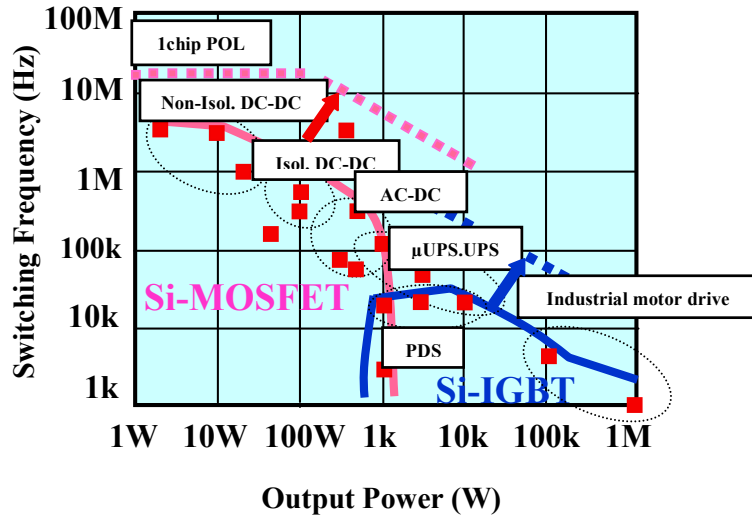 100M
10M
1M
100k
10k
1k
Switching Frequency (Hz)
1chip POL
Non-Isol. DC-DC
Isol. DC-DC
AC-DC
µUPS.UPS
Industrial motor drive
Si-MOSFET
PDS
Si-IGBT
1W 10W 100W 1k 10k 100k 1M
Output Power (W)